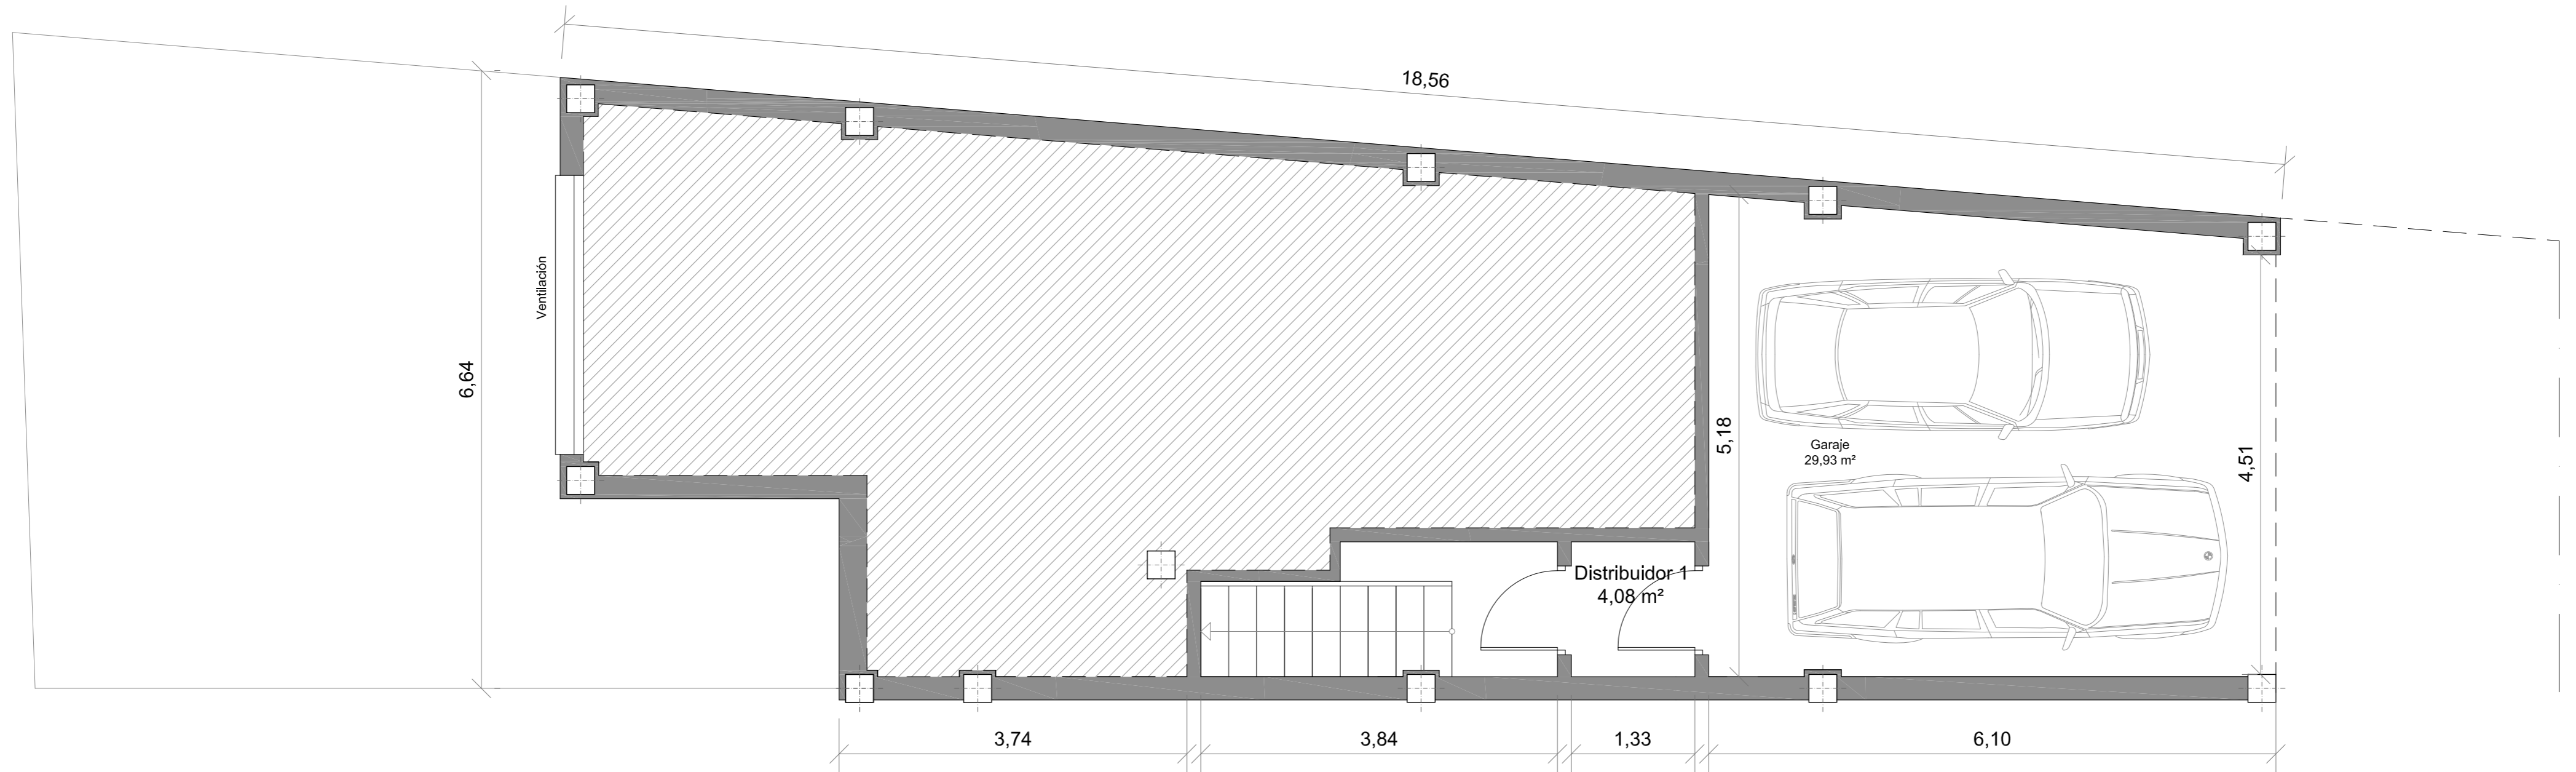 18,56
Ventilación
6,64
5,18
Garaje
29,93 m²
4,51
Distribuidor 1
4,08 m²
3,74
3,84
1,33
6,10